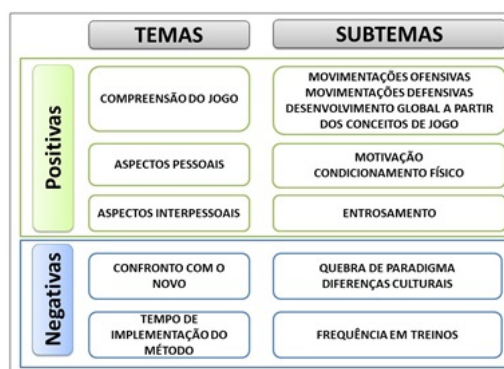 TEMAS
SUBTEMAS
Positivas
COMPREENSÃO DO JOGO
MOVIMENTAÇÕES OFENSIVAS
MOVIMENTAÇÕES DEFENSIVAS
DESENVOLVIMENTO GLOBAL A PARTIR
DOS CONCEITOS DE JOGO
ASPECTOS PESSOAIS
MOTIVAÇÃO
CONDICIONAMENTO FÍSICO
ASPECTOS INTERPESSOAIS
ENTROSAMENTO
Negativas
CONFRONTO COM O
NOVO
QUEBRA DE PARADIGMA
DIFERENÇAS CULTURAIS
TEMPO DE
IMPLEMENTAÇÃO DO
MÉTODO
FREQUÊNCIA EM TREINOS